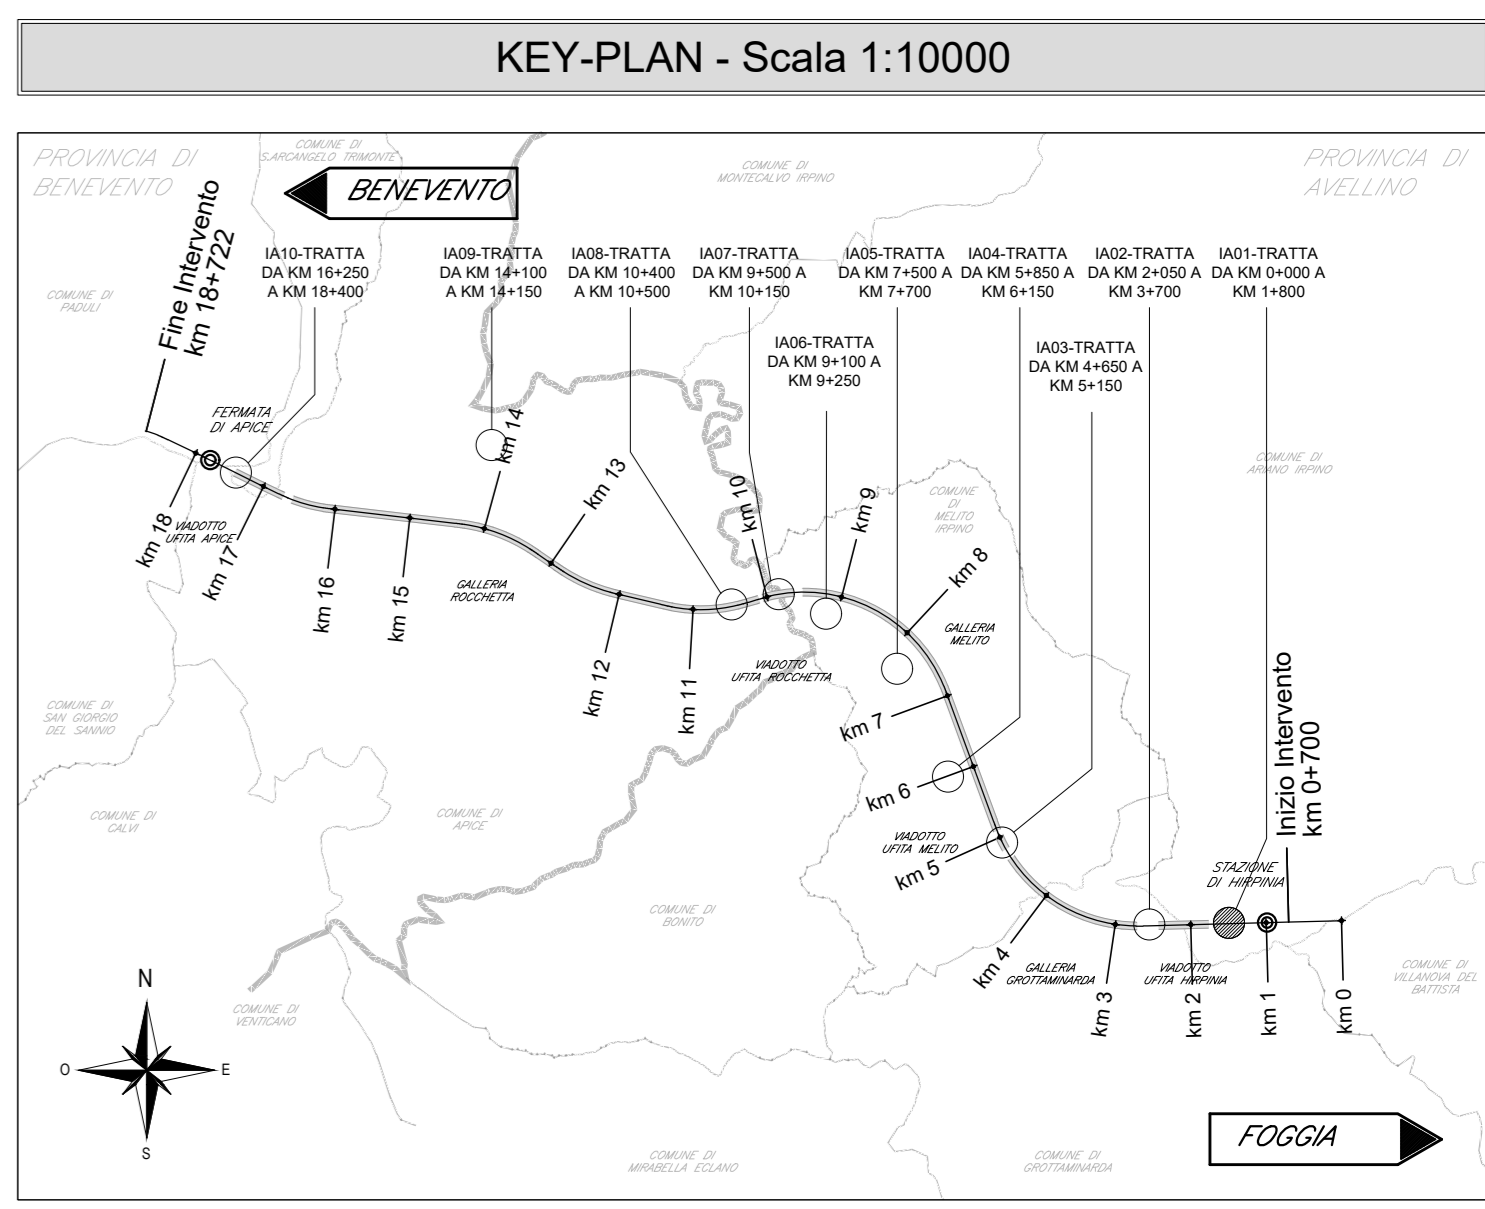 KEY-PLAN - Scala 1:10000
PROVINCIA DI
BENEVENTO
COMUNE DI
S.ARCANGELO TRIMONTE
BENEVENTO
COMUNE DI
MONTECALVO IRPINO
PROVINCIA DI
AVELLINO
Fine Intervento
km 18+722
IA10-TRATTA
DA KM 16+250
A KM 18+400
IA09-TRATTA
DA KM 14+100
A KM 14+150
IA08-TRATTA
DA KM 10+400
A KM 10+500
IA07-TRATTA
DA KM 9+500 A
KM 10+150
IA05-TRATTA
DA KM 7+500 A
KM 7+700
IA04-TRATTA
DA KM 5+850 A
KM 6+150
IA02-TRATTA
DA KM 2+050 A
KM 3+700
IA01-TRATTA
DA KM 0+000 A
KM 1+800
IA06-TRATTA
DA KM 9+100 A
KM 9+250
IA03-TRATTA
DA KM 4+650 A
KM 5+150
COMUNE DI
PADULI
FERMATA
DI APICE
COMUNE DI
ARIANO IRPINO
COMUNE
DI
MELITO
IRPINO
km 18
VIADOTTO
UFITA APICE
km 17
km 16
km 15
km 14
km 13
km 12
km 11
km 10
km 9
km 8
km 7
km 6
km 5
km 4
km 3
km 2
km 1
km 0
GALLERIA
ROCCHETTA
GALLERIA
MELITO
VIADOTTO
UFITA ROCCHETTA
Inizio Intervento
km 0+700
COMUNE DI
SAN GIORGIO
DEL SANNIO
COMUNE DI
CALVI
COMUNE DI
APICE
VIADOTTO
UFITA MELITO
STAZIONE
DI HIRPINIA
COMUNE DI
BONITO
GALLERIA
GROTTAMINARDA
VIADOTTO
UFITA HIRPINIA
COMUNE DI
VILLANOVA DEL
BATTISTA
COMUNE DI
VENTICANO
N
O
E
S
FOGGIA
COMUNE DI
MIRABELLA ECLANO
COMUNE DI
GROTTAMINARDA